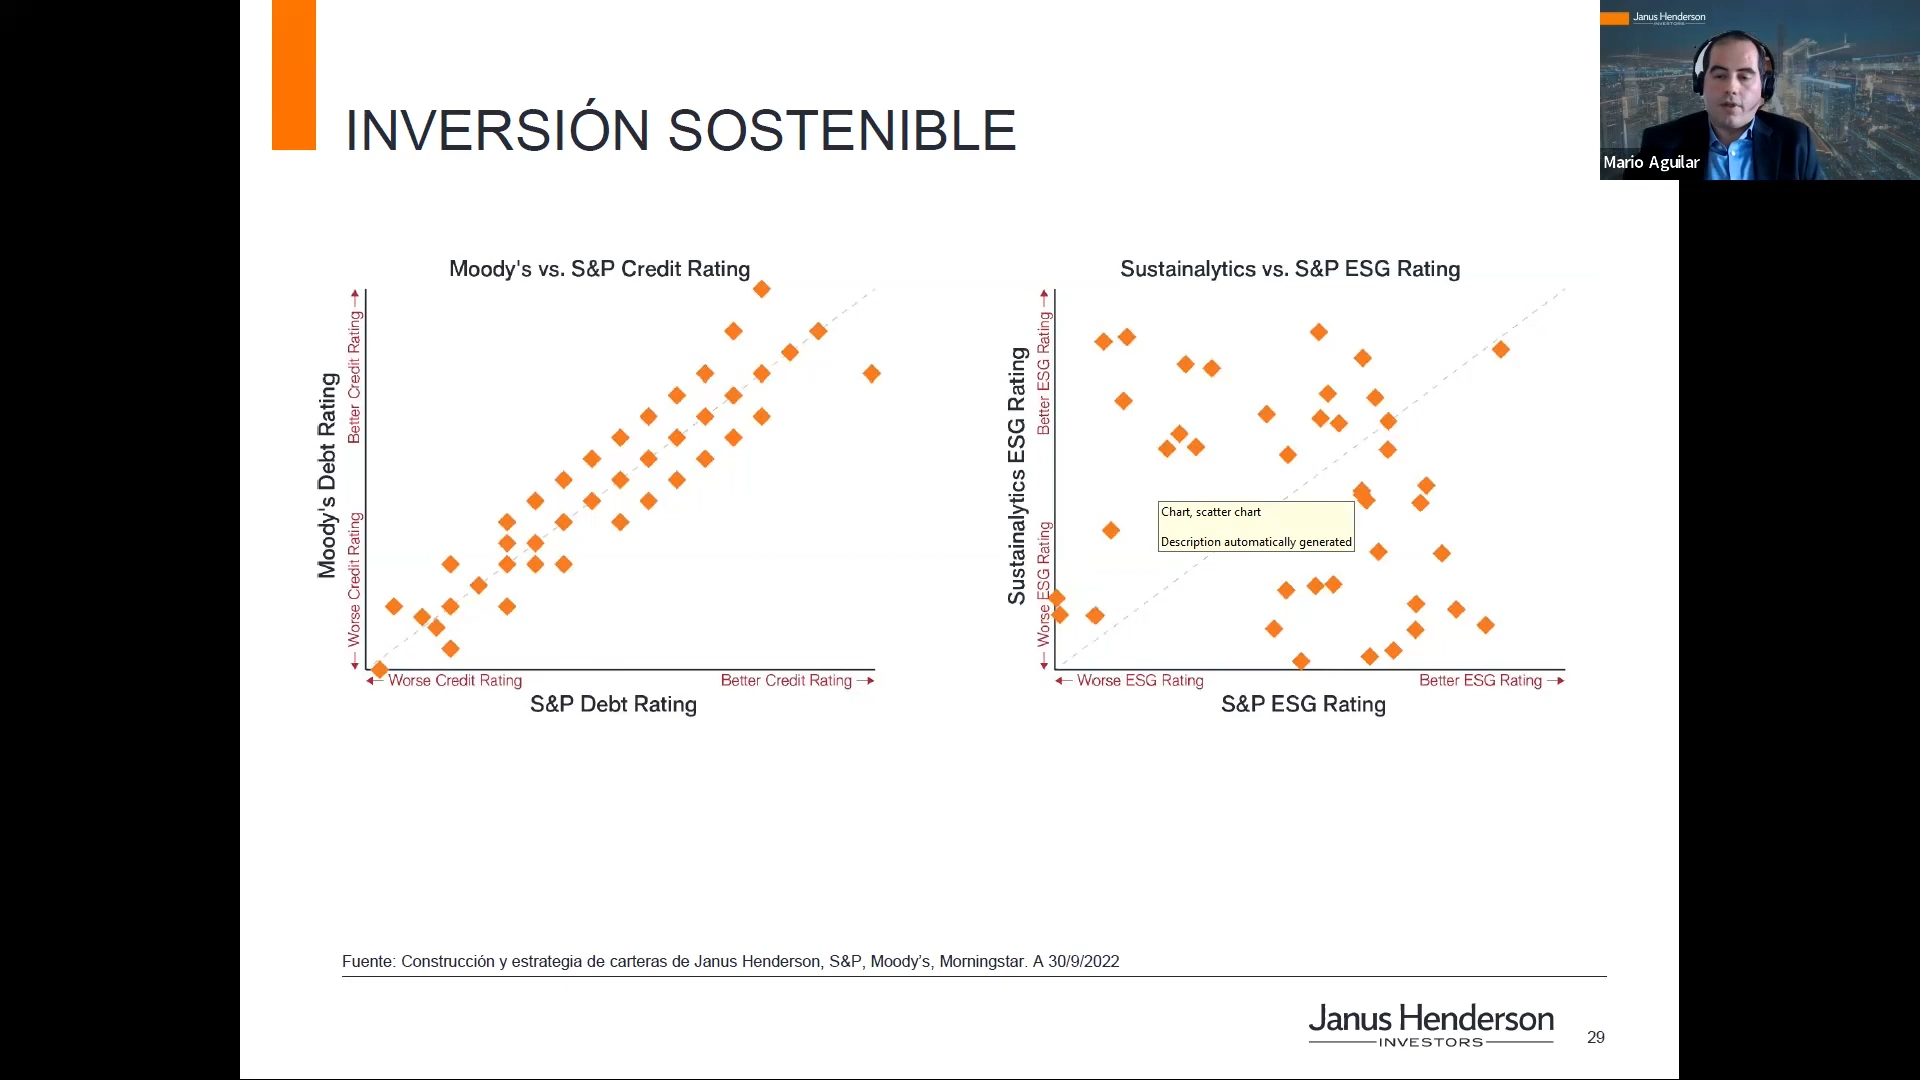 Janus Henderson
INVESTORS
Mario Aguilar
INVERSIÓN SOSTENIBLE
Moody's vs. S&P Credit Rating
Better Credit Rating →
← Worse Credit Rating
Moody's Debt Rating
← Worse Credit Rating
Better Credit Rating →
S&P Debt Rating
Sustainalytics vs. S&P ESG Rating
Better ESG Rating →
← Worse ESG Rating
Sustainalytics ESG Rating
Chart, scatter chart
Description automatically generated
← Worse ESG Rating
Better ESG Rating →
S&P ESG Rating
Fuente: Construcción y estrategia de carteras de Janus Henderson, S&P, Moody’s, Morningstar. A 30/9/2022
Janus Henderson
INVESTORS
29